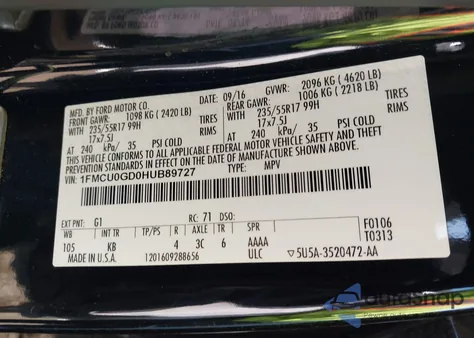 MFD. BY FORD MOTOR CO.
09/16 GVWR: 2096 KG ( 4620 LB)
FRONT GAWR: 1098 KG ( 2420 LB) REAR GAWR: 1006 KG ( 2218 LB)
WITH 235/55R17 99H TIRES WITH 235/55R17 99H TIRES
17x7.5J 17x7.5J
AT 240 kPa/ 35 PSI COLD AT 240 kPa/ 35 PSI COLD
THIS VEHICLE CONFORMS TO ALL APPLICABLE FEDERAL MOTOR VEHICLE SAFETY AND THEFT
PREVENTION STANDARDS IN EFFECT ON THE DATE OF MANUFACTURE SHOWN ABOVE.
VIN: 1FMCU0GD0HUB89727
TYPE: MPV
EXT PNT: G1 RC: 71 DSO:
WB INT TR TP/PS R AXLE TR SPR F0106
105 KB 4 3C 6 AAAA T0313
MADE IN U.S.A. 1201609288656 ULC 5U5A-3520472-AA
durasnap